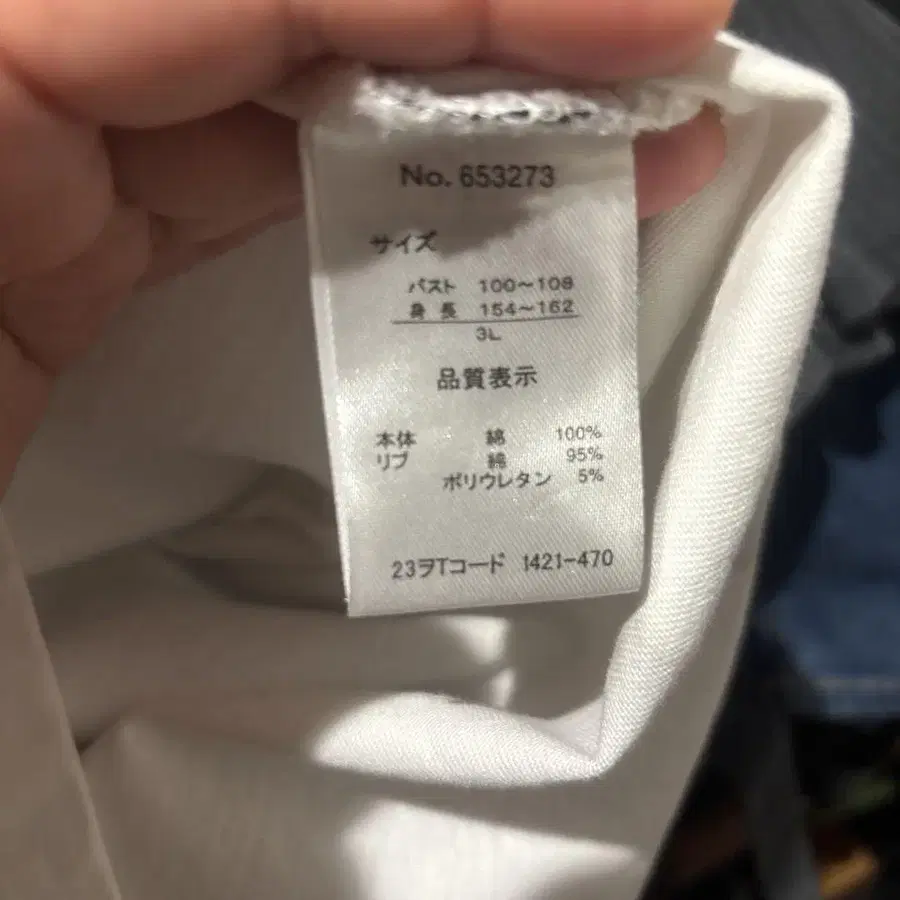 No. 653273
サイズ
バスト 100〜108
身長 154〜162
3L
品質表示
本体 綿 100%
リブ 綿 95%
ポリウレタン 5%
23ヲTコード 1421-470